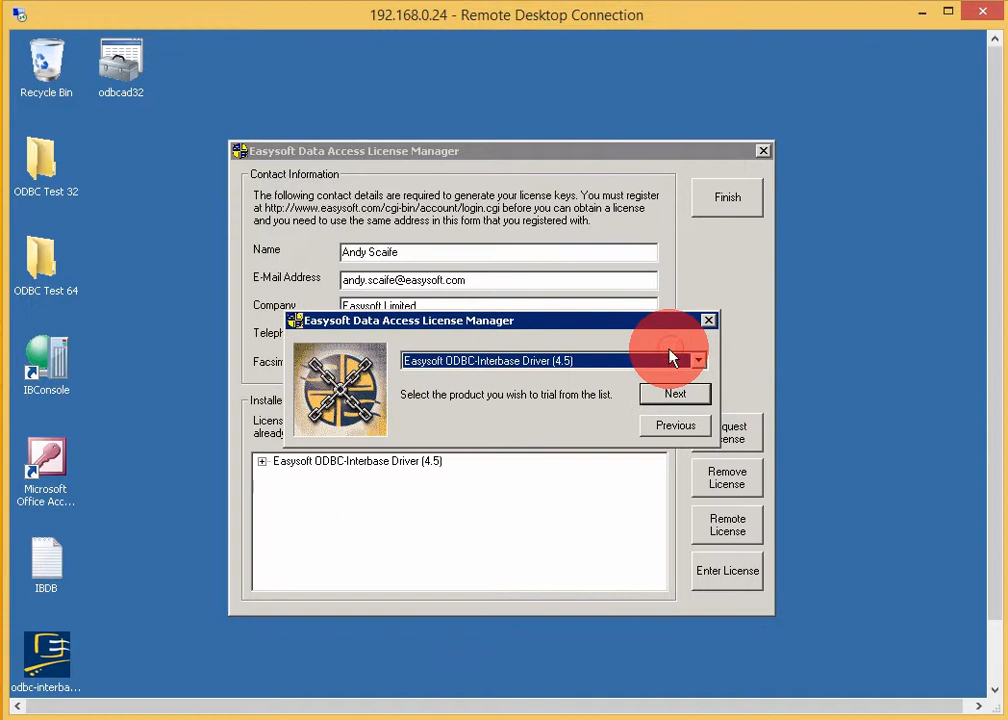 192.168.0.24 - Remote Desktop Connection
Recycle Bin
odbcad32
ODBC Test 32
ODBC Test 64
IBConsole
Microsoft
Office Acc...
IBDB
odbc-interba...
Easysoft Data Access License Manager
Contact Information
The following contact details are required to generate your license keys. You must register
at http://www.easysoft.com/cgi-bin/account/login.cgi before you can obtain a license
and you need to use the same address in this form that you registered with.
Finish
Name
Andy Scaife
E-Mail Address
andy.scaife@easysoft.com
Company
Easysoft Limited
Easysoft Data Access License Manager
Easysoft ODBC-Interbase Driver (4.5)
Select the product you wish to trial from the list.
Next
Previous
Easysoft ODBC-Interbase Driver (4.5)
Remove
License
Remote
License
Enter License